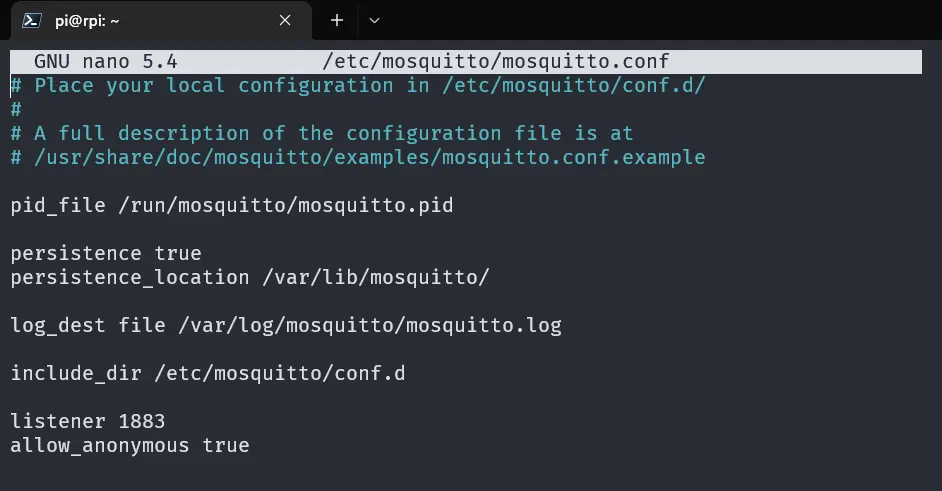 pi@rpi: ~
GNU nano 5.4 /etc/mosquitto/mosquitto.conf
# Place your local configuration in /etc/mosquitto/conf.d/
#
# A full description of the configuration file is at
# /usr/share/doc/mosquitto/examples/mosquitto.conf.example
pid_file /run/mosquitto/mosquitto.pid
persistence true
persistence_location /var/lib/mosquitto/
log_dest file /var/log/mosquitto/mosquitto.log
include_dir /etc/mosquitto/conf.d
listener 1883
allow_anonymous true